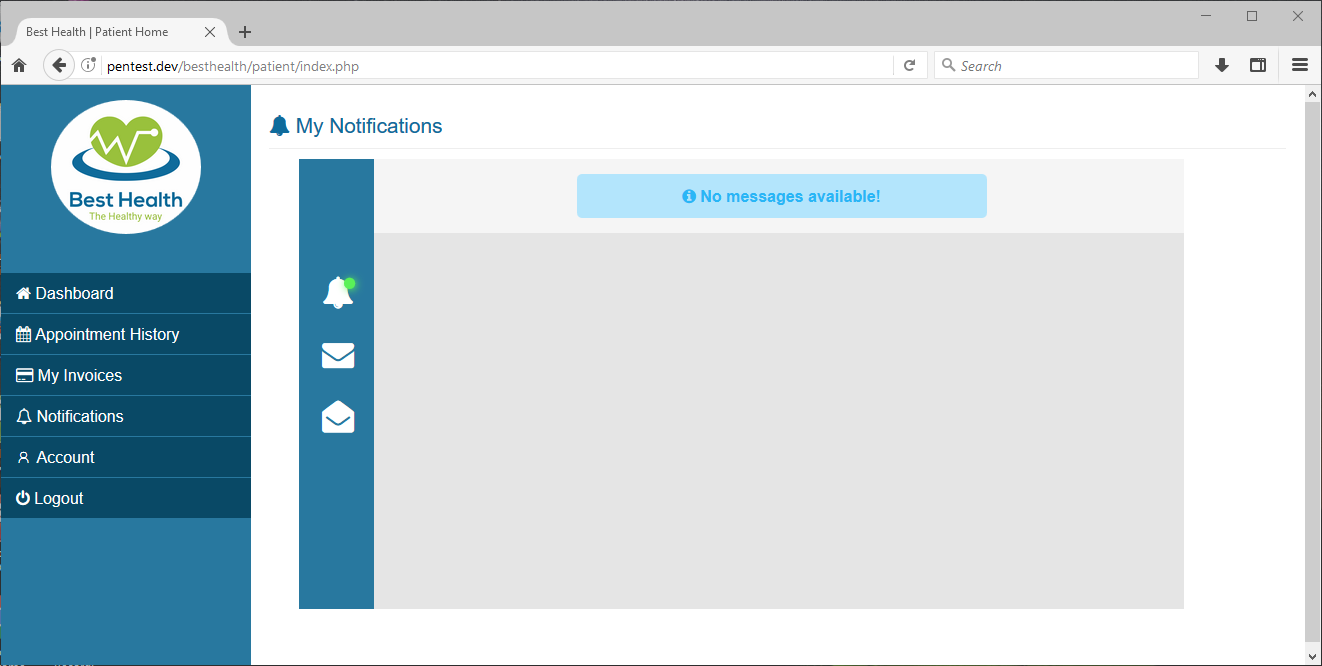 Best Health | Patient Home
pentest.dev/besthealth/patient/index.php
Search
Best Health
The Healthy way
Dashboard
Appointment History
My Invoices
Notifications
Account
Logout
My Notifications
No messages available!